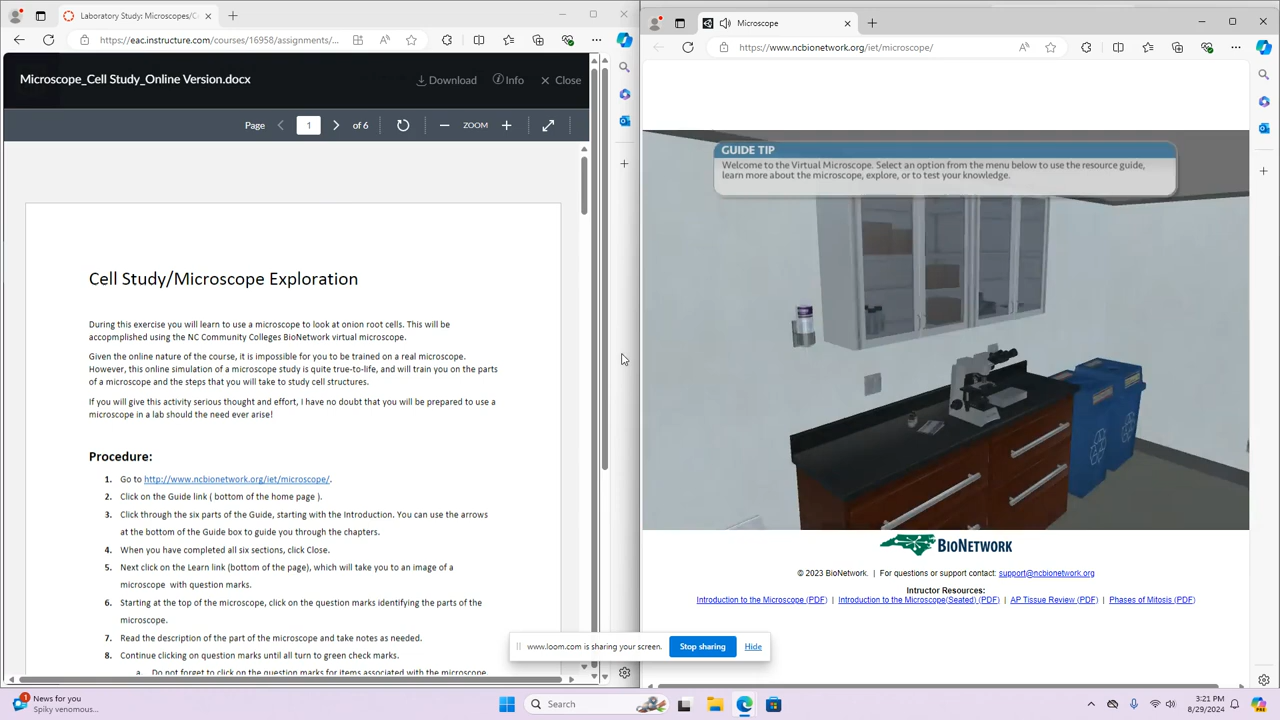 Laboratory Study: Microscopes/C
https://eac.instructure.com/courses/16958/assignments/...
Microscope_Cell Study_Online Version.docx
Download
Info
Close
Page
1
of 6
ZOOM
Cell Study/Microscope Exploration
During this exercise you will learn to use a microscope to look at onion root cells. This will be
accpomplished using the NC Community Colleges BioNetwork virtual microscope.
Given the online nature of the course, it is impossible for you to be trained on a real microscope.
However, this online simulation of a microscope study is quite true-to-life, and will train you on the parts
of a microscope and the steps that you will take to study cell structures.
If you will give this activity serious thought and effort, I have no doubt that you will be prepared to use a
microscope in a lab should the need ever arise!
Procedure:
1. Go to http://www.ncbionetwork.org/iet/microscope/.
2. Click on the Guide link ( bottom of the home page ).
3. Click through the six parts of the Guide, starting with the Introduction. You can use the arrows
at the bottom of the Guide box to guide you through the chapters.
4. When you have completed all six sections, click Close.
5. Next click on the Learn link (bottom of the page), which will take you to an image of a
microscope with question marks.
6. Starting at the top of the microscope, click on the question marks identifying the parts of the
microscope.
7. Read the description of the part of the microscope and take notes as needed.
8. Continue clicking on question marks until all turn to green check marks.
a. Do not forget to click on the question marks for items associated with the microscope
Microscope
https://www.ncbionetwork.org/iet/microscope/
GUIDE TIP
Welcome to the Virtual Microscope. Select an option from the menu below to use the resource guide,
learn more about the microscope, explore, or to test your knowledge.
BIONETWORK
© 2023 BioNetwork. | For questions or support contact: support@ncbionetwork.org
Intructor Resources:
Introduction to the Microscope (PDF) | Introduction to the Microscope(Seated) (PDF) | AP Tissue Review (PDF) | Phases of Mitosis (PDF)
www.loom.com is sharing your screen.
Stop sharing
Hide
1
News for you
Spiky venomous...
Search
3:21 PM
8/29/2024